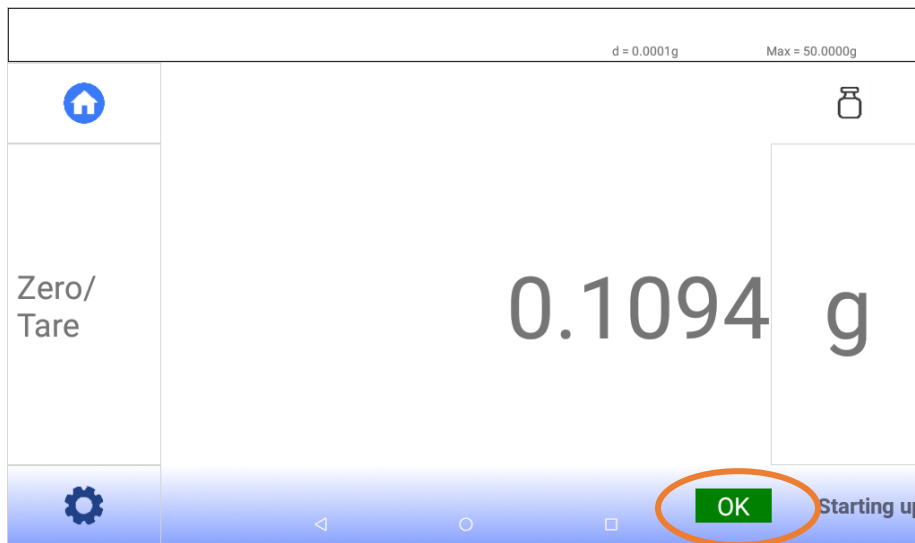 d = 0.0001g Max = 50.0000g
Zero/
Tare
0.1094 g
OK Starting up